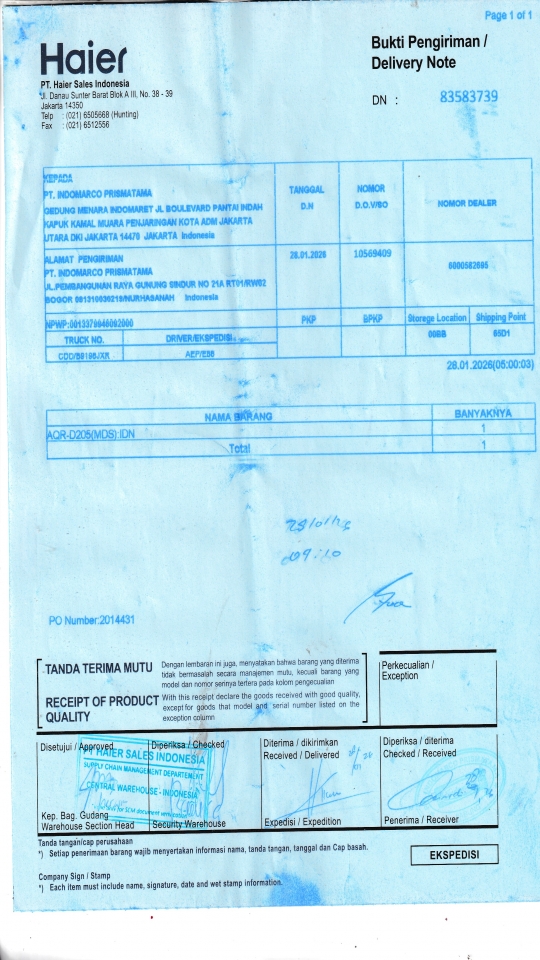 Page 1 of 1
Haier
Bukti Pengiriman /
Delivery Note
PT. Haier Sales Indonesia
Jl. Danau Sunter Barat Blok A III, No. 38 - 39
Jakarta 14350
Telp : (021) 6505668 (Hunting)
Fax : (021) 6512556
DN : 83583739
KEPADA
PT. INDOMARCO PRISMATAMA
GEDUNG MENARA INDOMARET JL BOULEVARD PANTAI INDAH
KAPUK KAMAL MUARA PENJARINGAN KOTA ADM JAKARTA
UTARA DKI JAKARTA 14470 JAKARTA Indonesia
TANGGAL
D.N
NOMOR
D.O.V/SO
NOMOR DEALER
ALAMAT PENGIRIMAN
PT. INDOMARCO PRISMATAMA
JL.PEMBANGUNAN RAYA GUNUNG SINDUR NO 21A RT01/RW02
BOGOR 081310939219/NURHASANAH Indonesia
28.01.2026
10569409
NPWP:
PKP
BPKP
Storege Location
Shipping Point
00BB
65D1
TRUCK NO.
DRIVER/EKSPEDISI
28.01.2026(05:00:03)
NAMA BARANG
BANYAKNYA
AQR-D205(MDS):IDN
1
Total
1
09:10
PO Number:2014431
TANDA TERIMA MUTU
Dengan lembaran ini juga, menyatakan bahwa barang yang diterima
tidak bermasalah secara manajemen mutu, kecuali barang yang
model dan nomor serinya tertera pada kolom pengecualian
RECEIPT OF PRODUCT
QUALITY
With this receipt declare the goods received with good quality,
except for goods that model and serial number listed on the
exception column
Perkecualian /
Exception
Disetujui / Approved
Diperiksa / Checked
Diterima / dikirimkan
Received / Delivered
Diperiksa / diterima
Checked / Received
PT HAIER SALES INDONESIA
SUPPLY CHAIN MANAGEMENT DEPARTEMENT
CENTRAL WAREHOUSE - INDONESIA
Kep. Bag. Gudang
Warehouse Section Head
Security Warehouse
Expedisi / Expedition
Penerima / Receiver
Tanda tangan/cap perusahaan
*) Setiap penerimaan barang wajib menyertakan informasi nama, tanda tangan, tanggal dan Cap basah.
EKSPEDISI
Company Sign / Stamp
*) Each item must include name, signature, date and wet stamp information.